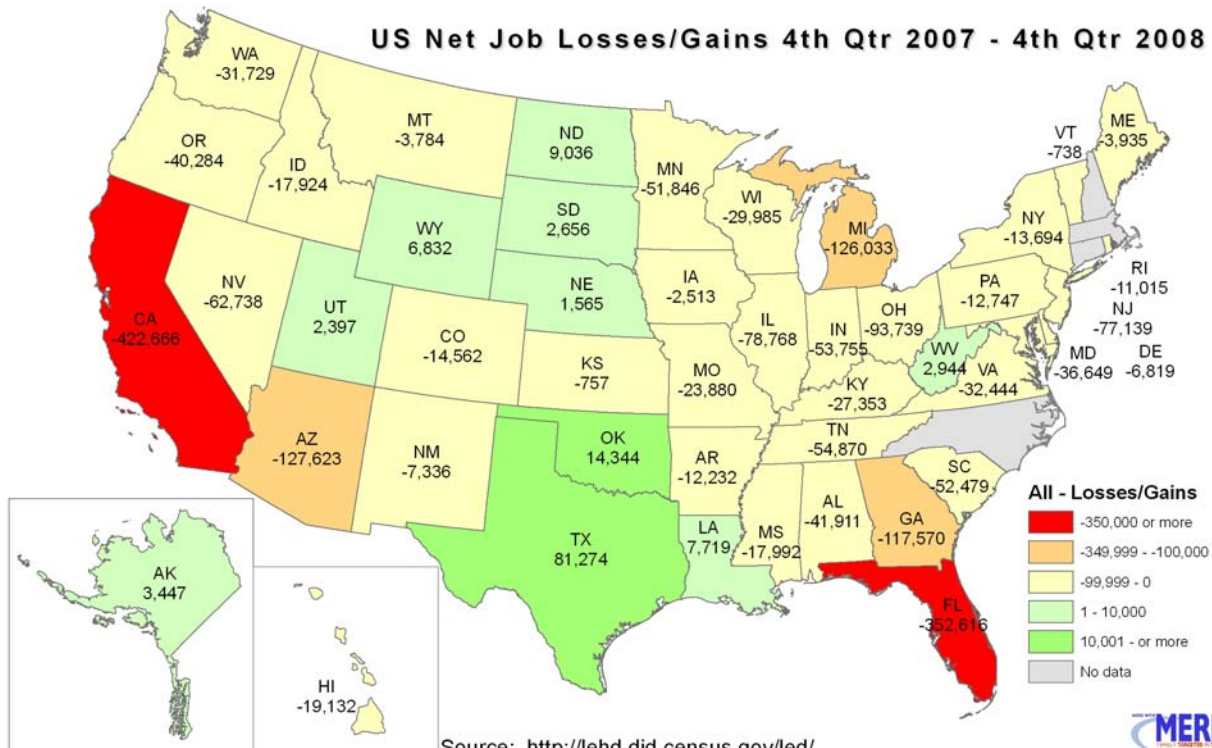 US Net Job Losses/Gains 4th Qtr 2007 - 4th Qtr 2008
WA
-31,729
OR
-40,284
ID
-17,924
MT
-3,784
ND
9,036
SD
2,656
WY
6,832
NE
1,565
MN
-51,846
WI
-29,985
MI
-126,033
VT
-738
ME
-3,935
NY
-13,694
RI
-11,015
PA
-12,747
NJ
-77,139
MD
-36,649
DE
-6,819
CA
-422,666
NV
-62,738
UT
2,397
CO
-14,562
KS
-757
IA
-2,513
IL
-78,768
IN
-53,755
OH
-93,739
WV
2,944
VA
-32,444
MO
-23,880
KY
-27,353
TN
-54,870
AZ
-127,623
NM
-7,336
OK
14,344
AR
-12,232
SC
-52,479
TX
81,274
LA
7,719
MS
-17,992
AL
-41,911
GA
-117,570
FL
-352,616
AK
3,447
HI
-19,132
All - Losses/Gains
-350,000 or more
-349,999 - -100,000
-99,999 - 0
1 - 10,000
10,001 - or more
No data
Source: http://lehd.did.census.gov/led/
MER